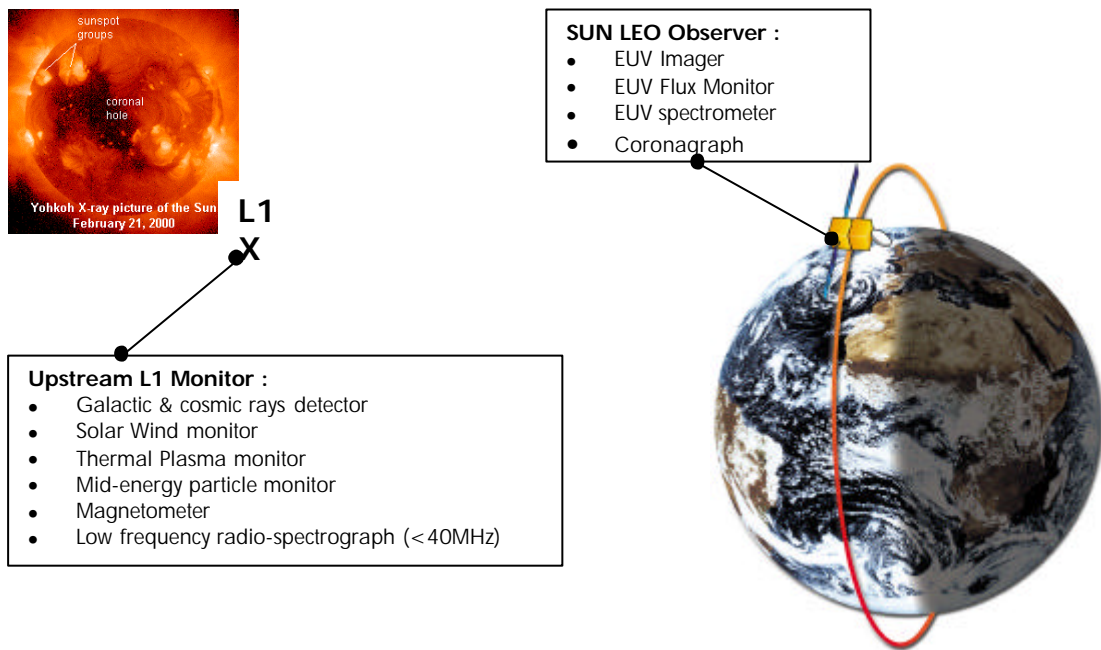 sunspot
groups
coronal
hole
Yohkoh X-ray picture of the Sun
February 21, 2000
L1
X
SUN LEO Observer :
• EUV Imager
• EUV Flux Monitor
• EUV spectrometer
• Coronagraph
Upstream L1 Monitor :
• Galactic & cosmic rays detector
• Solar Wind monitor
• Thermal Plasma monitor
• Mid-energy particle monitor
• Magnetometer
• Low frequency radio-spectrograph (<40MHz)